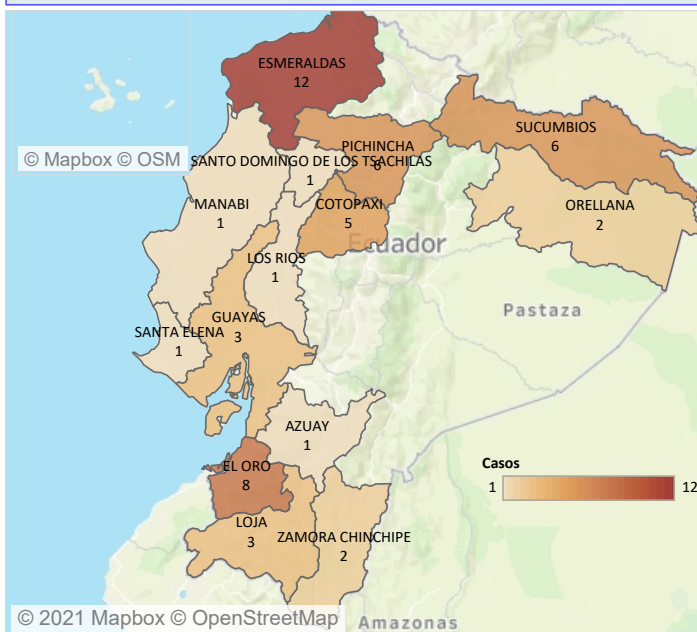 ESMERALDAS
12
© Mapbox © OSM
SUCUMBIOS
6
PICHINCHA
6
SANTO DOMINGO DE LOS TSACHILAS
1
COTOPAXI
5
MANABI
1
ORELLANA
2
Ecuador
LOS RIOS
1
Pastaza
GUAYAS
3
SANTA ELENA
1
AZUAY
1
EL ORO
8
Casos
1
12
LOJA
3
ZAMORA CHINCHIPE
2
© 2021 Mapbox © OpenStreetMap
Amazonas